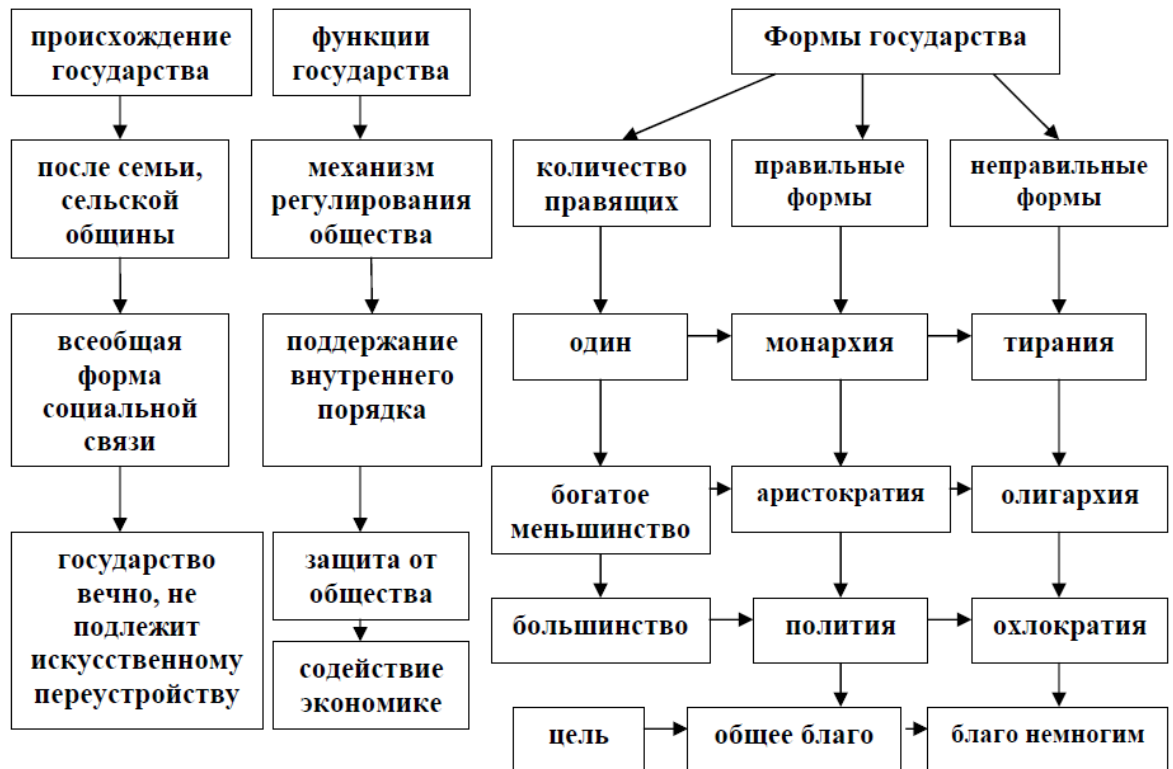 происхождение
государства
после семьи,
сельской
общины
всеобщая
форма
социальной
связи
государство
вечно, не
подлежит
искусственному
переустройству
функции
государства
механизм
регулирования
общества
поддержание
внутреннего
порядка
защита от
общества
содействие
экономике
Формы государства
количество
правящих
правильные
формы
неправильные
формы
один
монархия
тирания
богатое
меньшинство
аристократия
олигархия
большинство
полития
охлократия
цель
общее благо
благо немногим